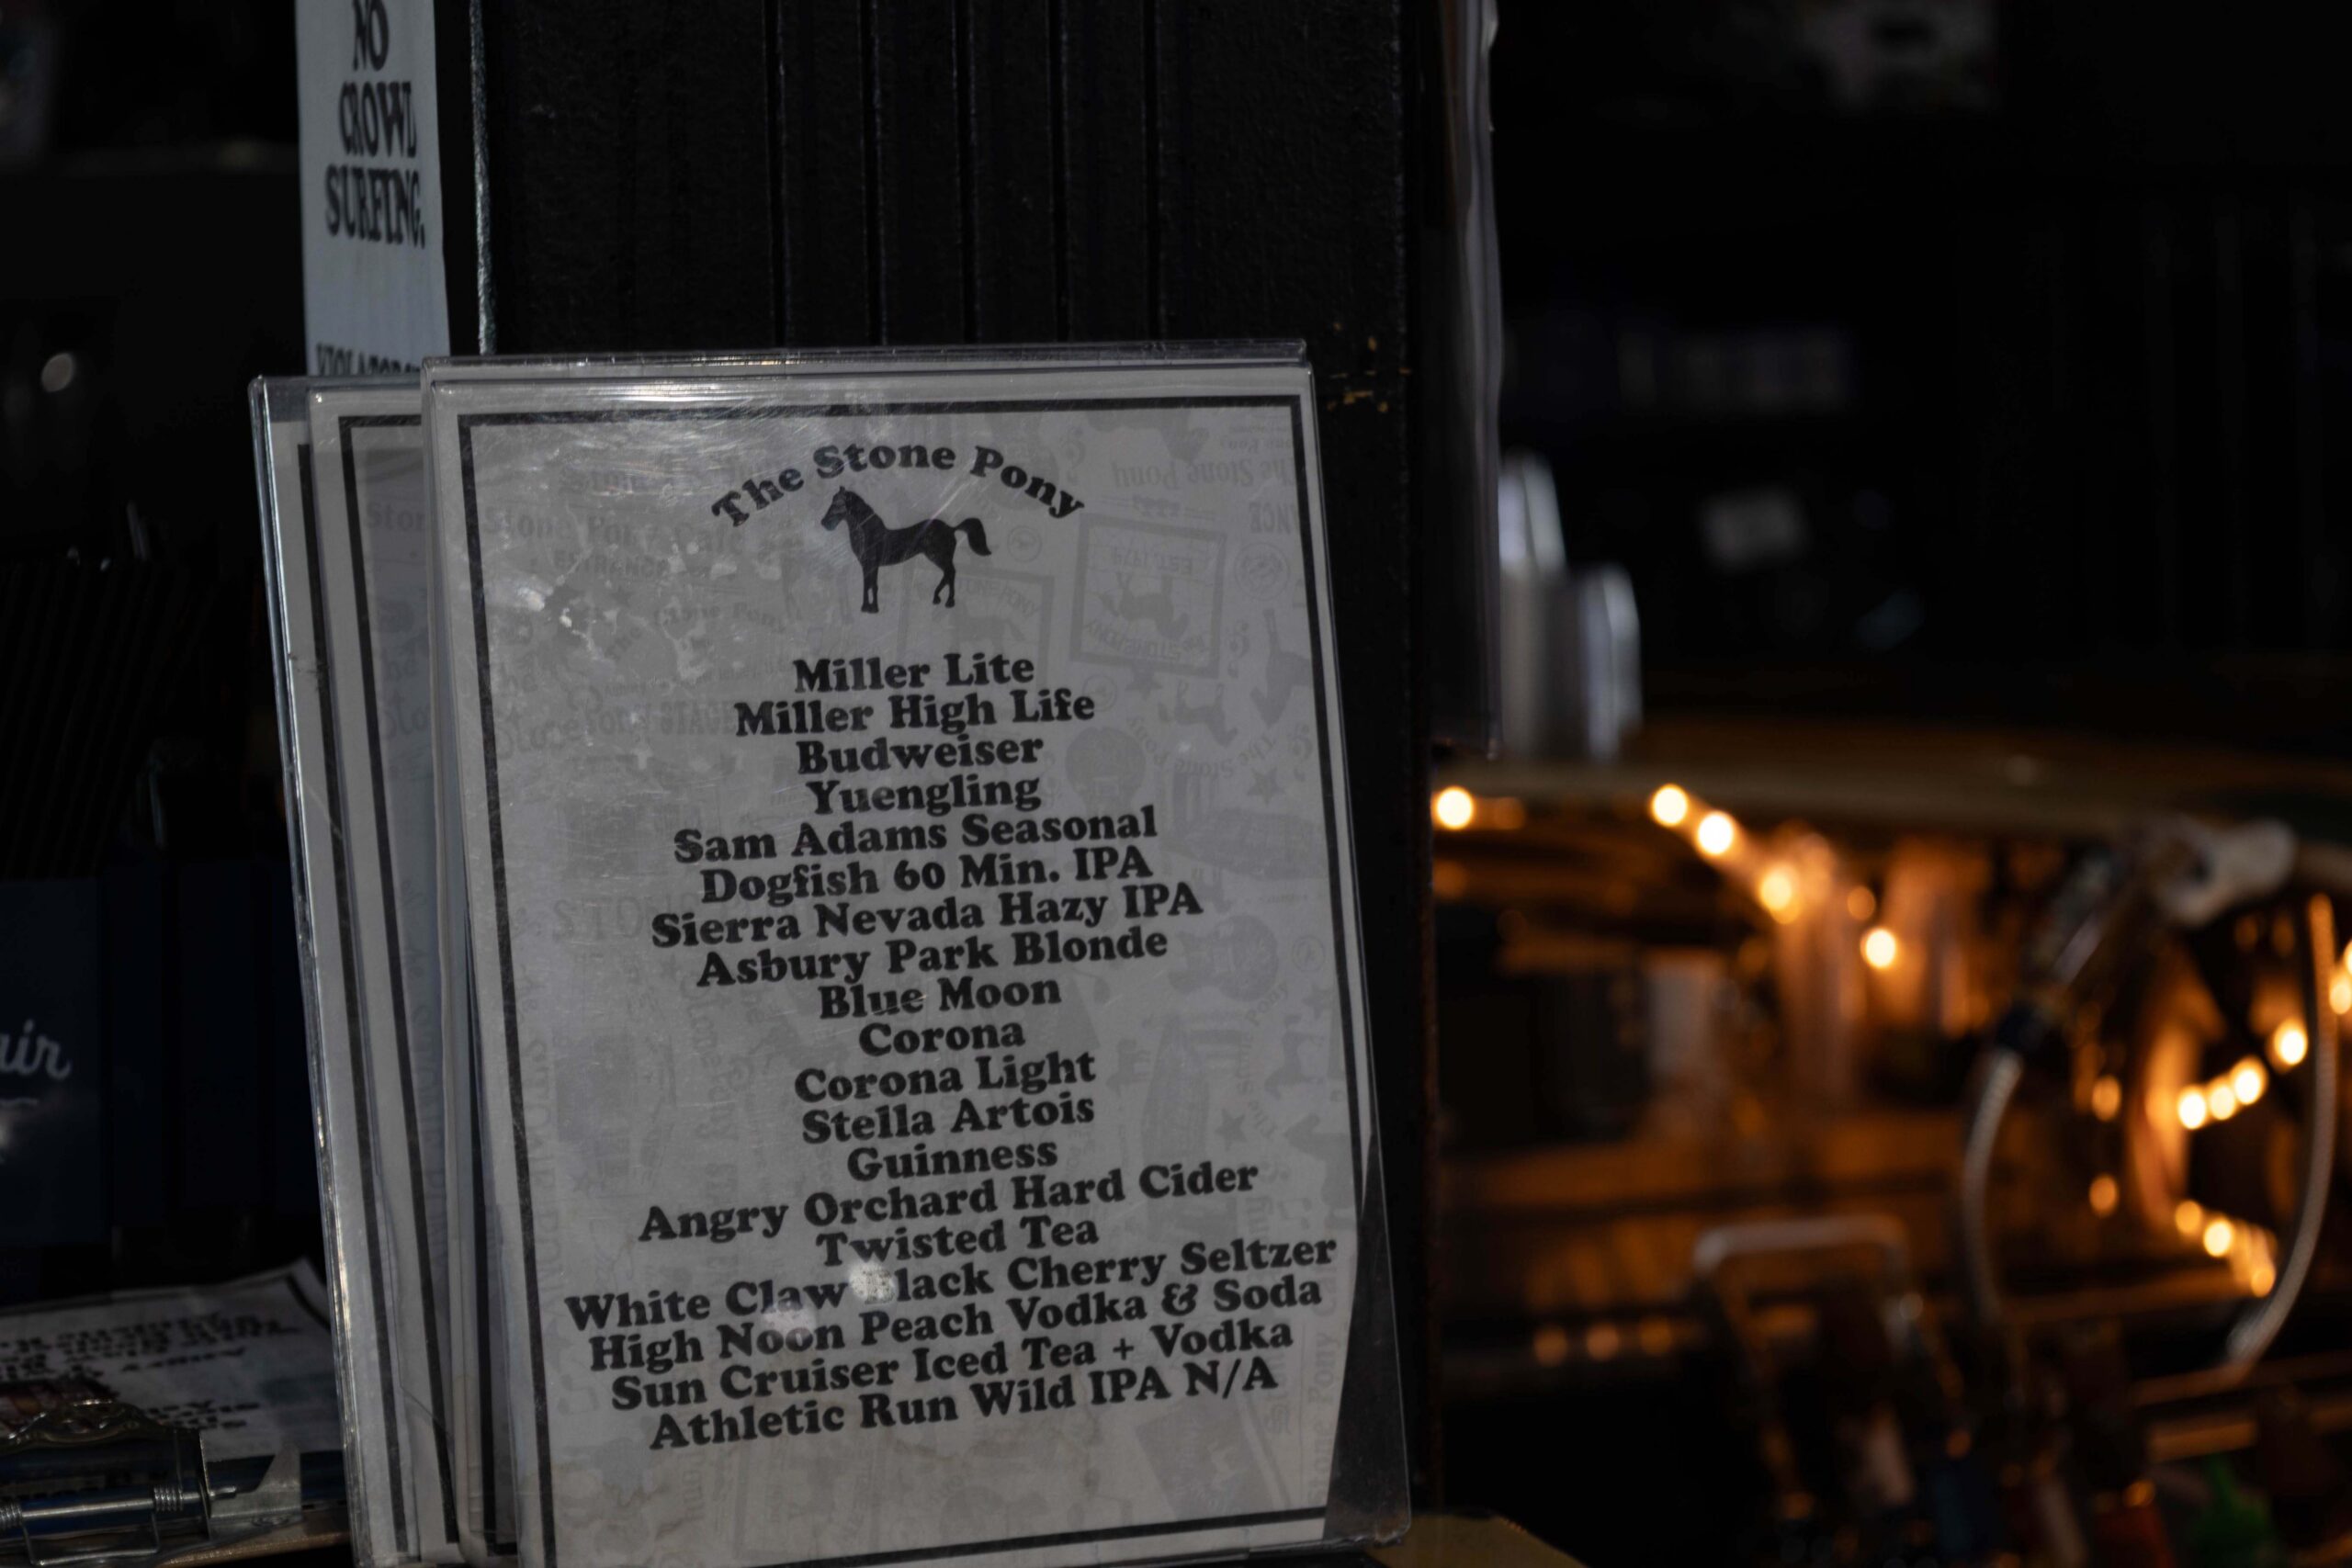 NO
CROWD
SURFING.
The Stone Pony
Miller Lite
Miller High Life
Budweiser
Yuengling
Sam Adams Seasonal
Dogfish 60 Min. IPA
Sierra Nevada Hazy IPA
Asbury Park Blonde
Blue Moon
Corona
Corona Light
Stella Artois
Guinness
Angry Orchard Hard Cider
Twisted Tea
White Claw Black Cherry Seltzer
High Noon Peach Vodka & Soda
Sun Cruiser Iced Tea + Vodka
Athletic Run Wild IPA N/A